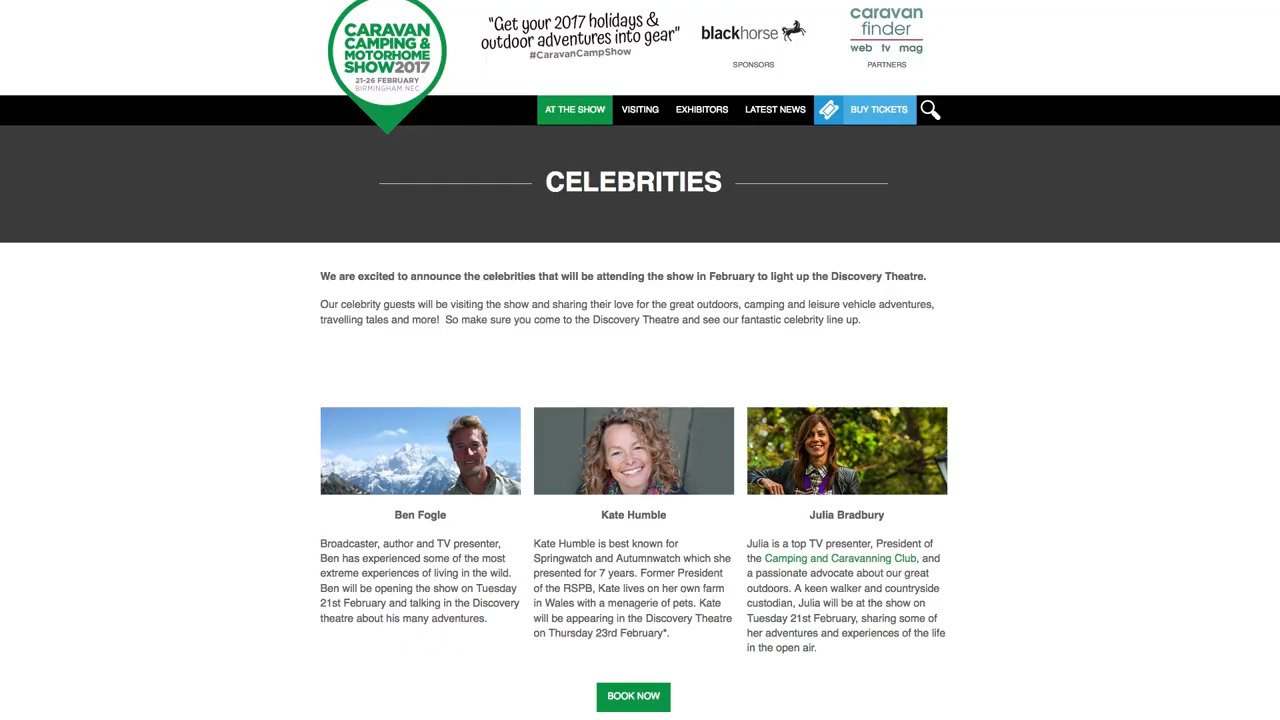 CARAVAN
CAMPING &
MOTORHOME
SHOW2017
21-26 FEBRUARY
BIRMINGHAM NEC
"Get your 2017 holidays &
outdoor adventures into gear"
#CaravanCampShow
blackhorse
SPONSORS
caravan
finder
web tv mag
PARTNERS
AT THE SHOW VISITING EXHIBITORS LATEST NEWS BUY TICKETS
CELEBRITIES
We are excited to announce the celebrities that will be attending the show in February to light up the Discovery Theatre.
Our celebrity guests will be visiting the show and sharing their love for the great outdoors, camping and leisure vehicle adventures,
travelling tales and more! So make sure you come to the Discovery Theatre and see our fantastic celebrity line up.
Ben Fogle
Broadcaster, author and TV presenter,
Ben has experienced some of the most
extreme experiences of living in the wild.
Ben will be opening the show on Tuesday
21st February and talking in the Discovery
theatre about his many adventures.
Kate Humble
Kate Humble is best known for
Springwatch and Autumnwatch which she
presented for 7 years. Former President
of the RSPB, Kate lives on her own farm
in Wales with a menagerie of pets. Kate
will be appearing in the Discovery Theatre
on Thursday 23rd February*.
Julia Bradbury
Julia is a top TV presenter, President of
the Camping and Caravanning Club, and
a passionate advocate about our great
outdoors. A keen walker and countryside
custodian, Julia will be at the show on
Tuesday 21st February, sharing some of
her adventures and experiences of the life
in the open air.
BOOK NOW